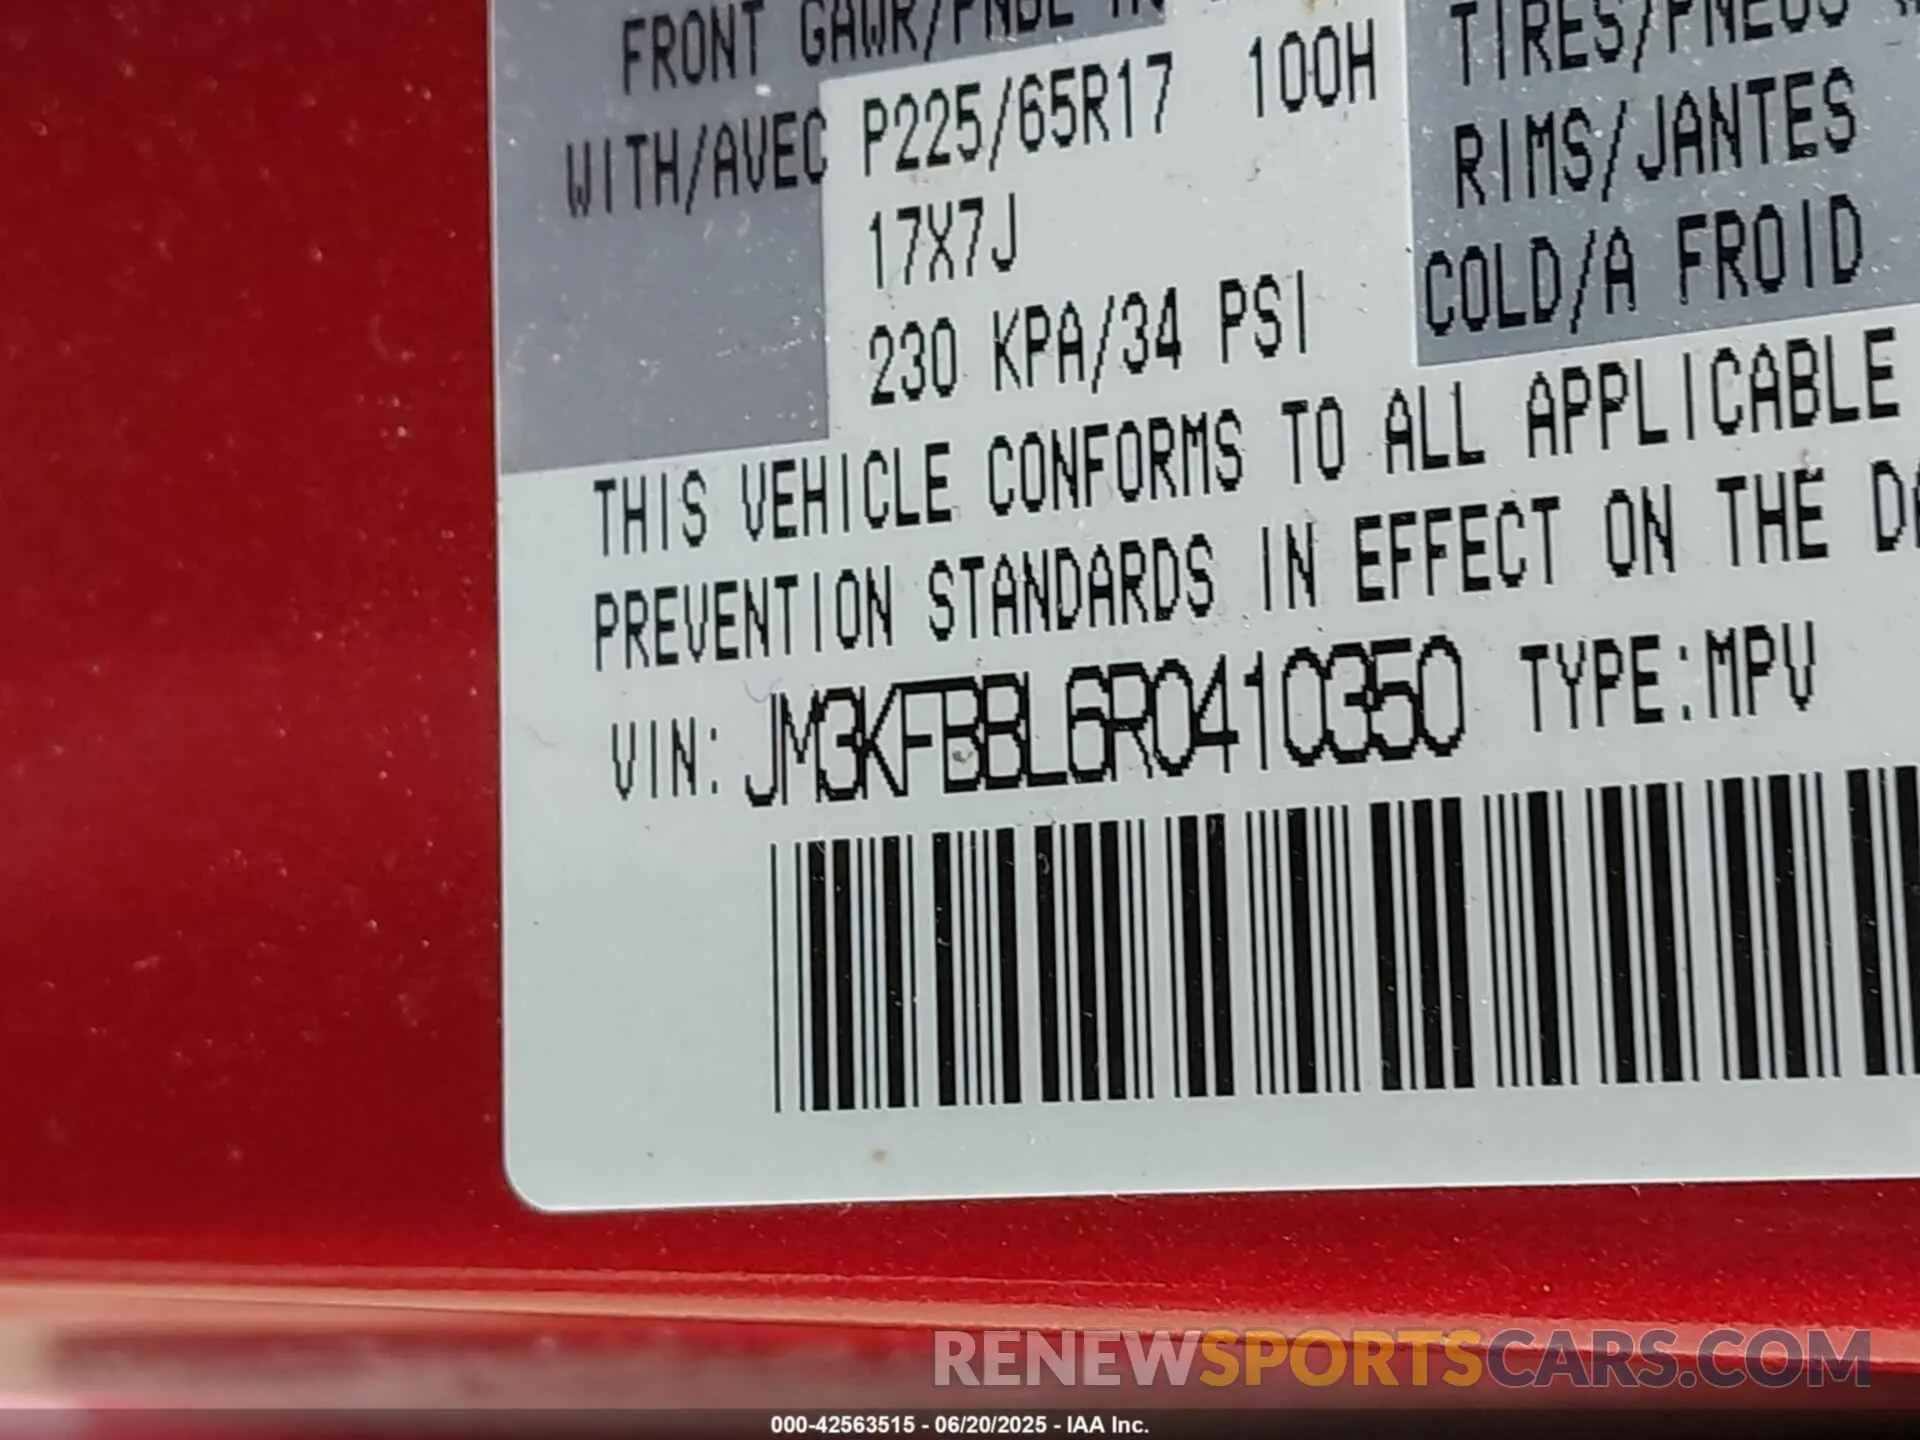 FRONT GAWR/PNBE
TIRES/PNEUS
WITH/AVEC P225/65R17 100H RIMS/JANTES
17X7J COLD/A FROID
230 KPA/34 PSI
THIS VEHICLE CONFORMS TO ALL APPLICABLE
PREVENTION STANDARDS IN EFFECT ON THE
VIN: JM3KFBBL6R0410350 TYPE:MPV
RENEWSPORTSCARS.COM
000-42563515 - 06/20/2025 - IAA Inc.